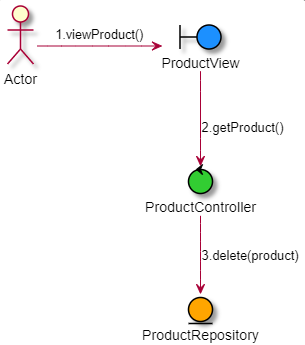 1.viewProduct()
Actor
ProductView
2.getProduct()
ProductController
3.delete(product)
ProductRepository